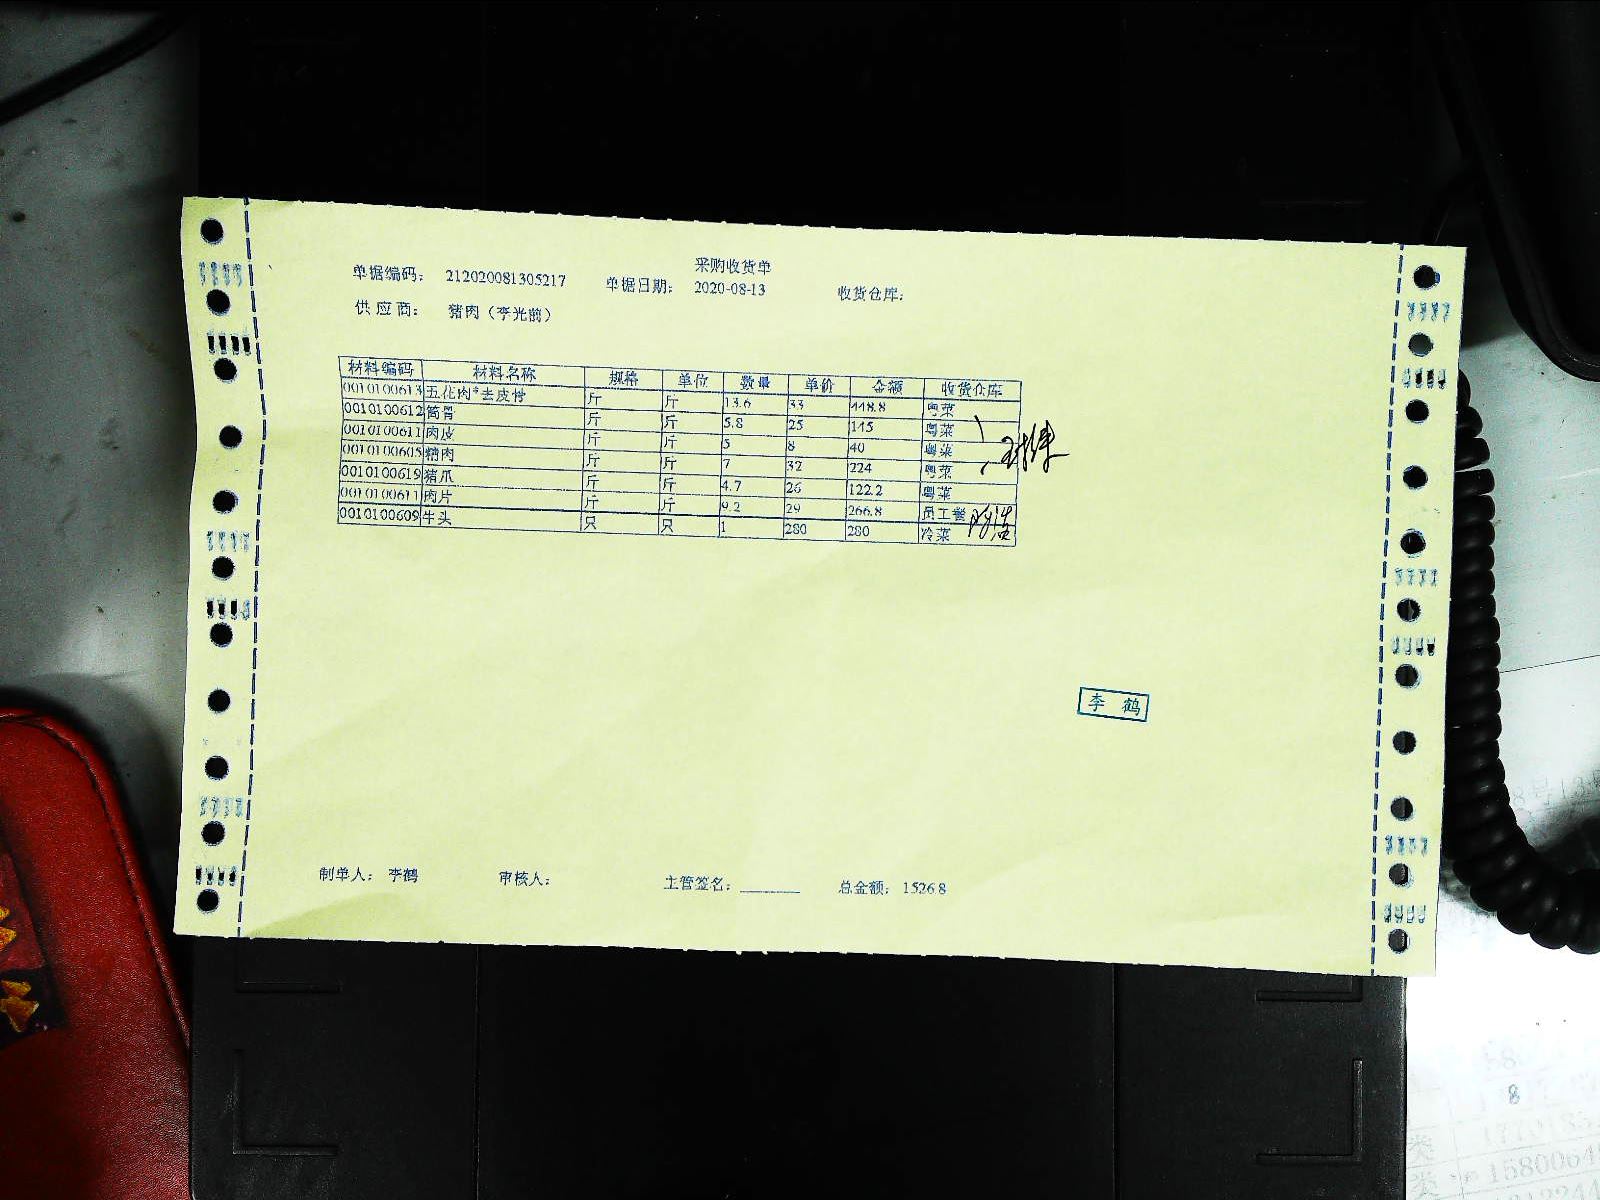 采购收货单
单据编码: 212020081305217 单据日期: 2020-08-13 收货仓库:
供应商: 猪肉（李光前）
材料编码 材料名称 规格 单位 数量 单价 金额 收货仓库
0010100613 五花肉*去皮骨 斤 斤 13.6 33 448.8 粤菜
0010100612 筒骨 斤 斤 5.8 25 145 粤菜
0010100611 肉皮 斤 斤 5 8 40 粤菜
0010100605 精肉 斤 斤 7 32 224 粤菜
0010100619 猪爪 斤 斤 4.7 26 122.2 粤菜
0010100611 肉片 斤 斤 9.2 29 266.8 员工餐
0010100609 牛头 只 只 1 280 280 冷菜
李 鹤
制单人: 李鹤 审核人: 主管签名: 总金额: 1526.8